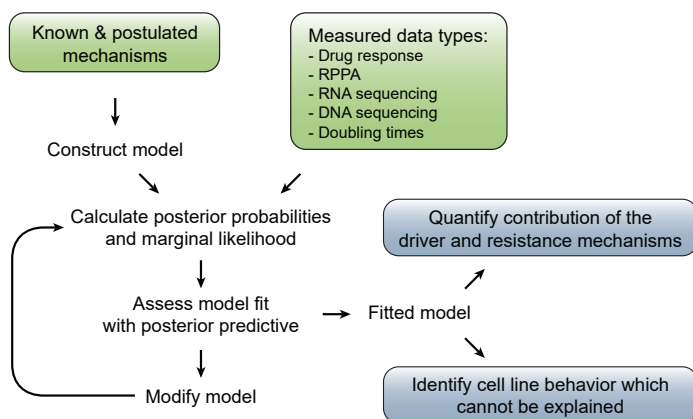 Known & postulated
mechanisms
Measured data types:
- Drug response
- RPPA
- RNA sequencing
- DNA sequencing
- Doubling times
Construct model
Calculate posterior probabilities
and marginal likelihood
Quantify contribution of the
driver and resistance mechanisms
Assess model fit
with posterior predictive
Fitted model
Modify model
Identify cell line behavior which
cannot be explained